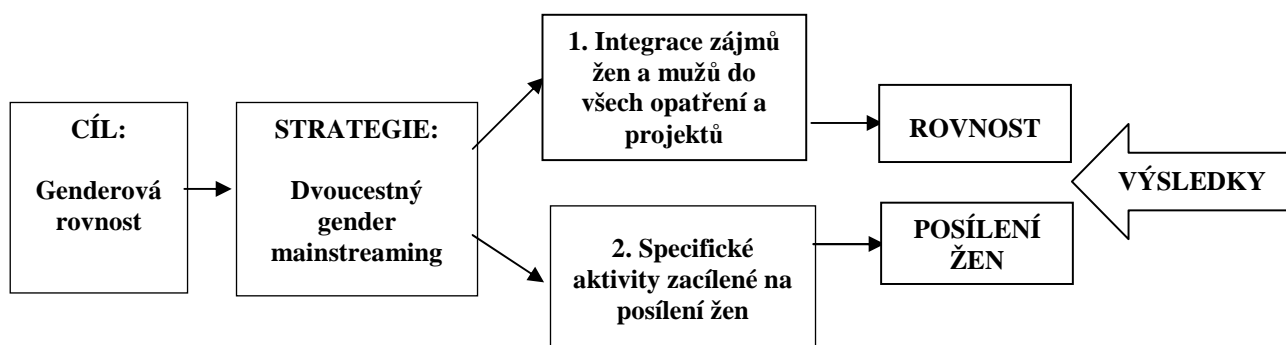 CÍL:
Genderová
rovnost
STRATEGIE:
Dvoucestný
gender
mainstreaming
1. Integrace zájmů
žen a mužů do
všech opatření a
projektů
2. Specifické
aktivity zacílené na
posílení žen
ROVNOST
POSÍLENÍ
ŽEN
VÝSLEDKY